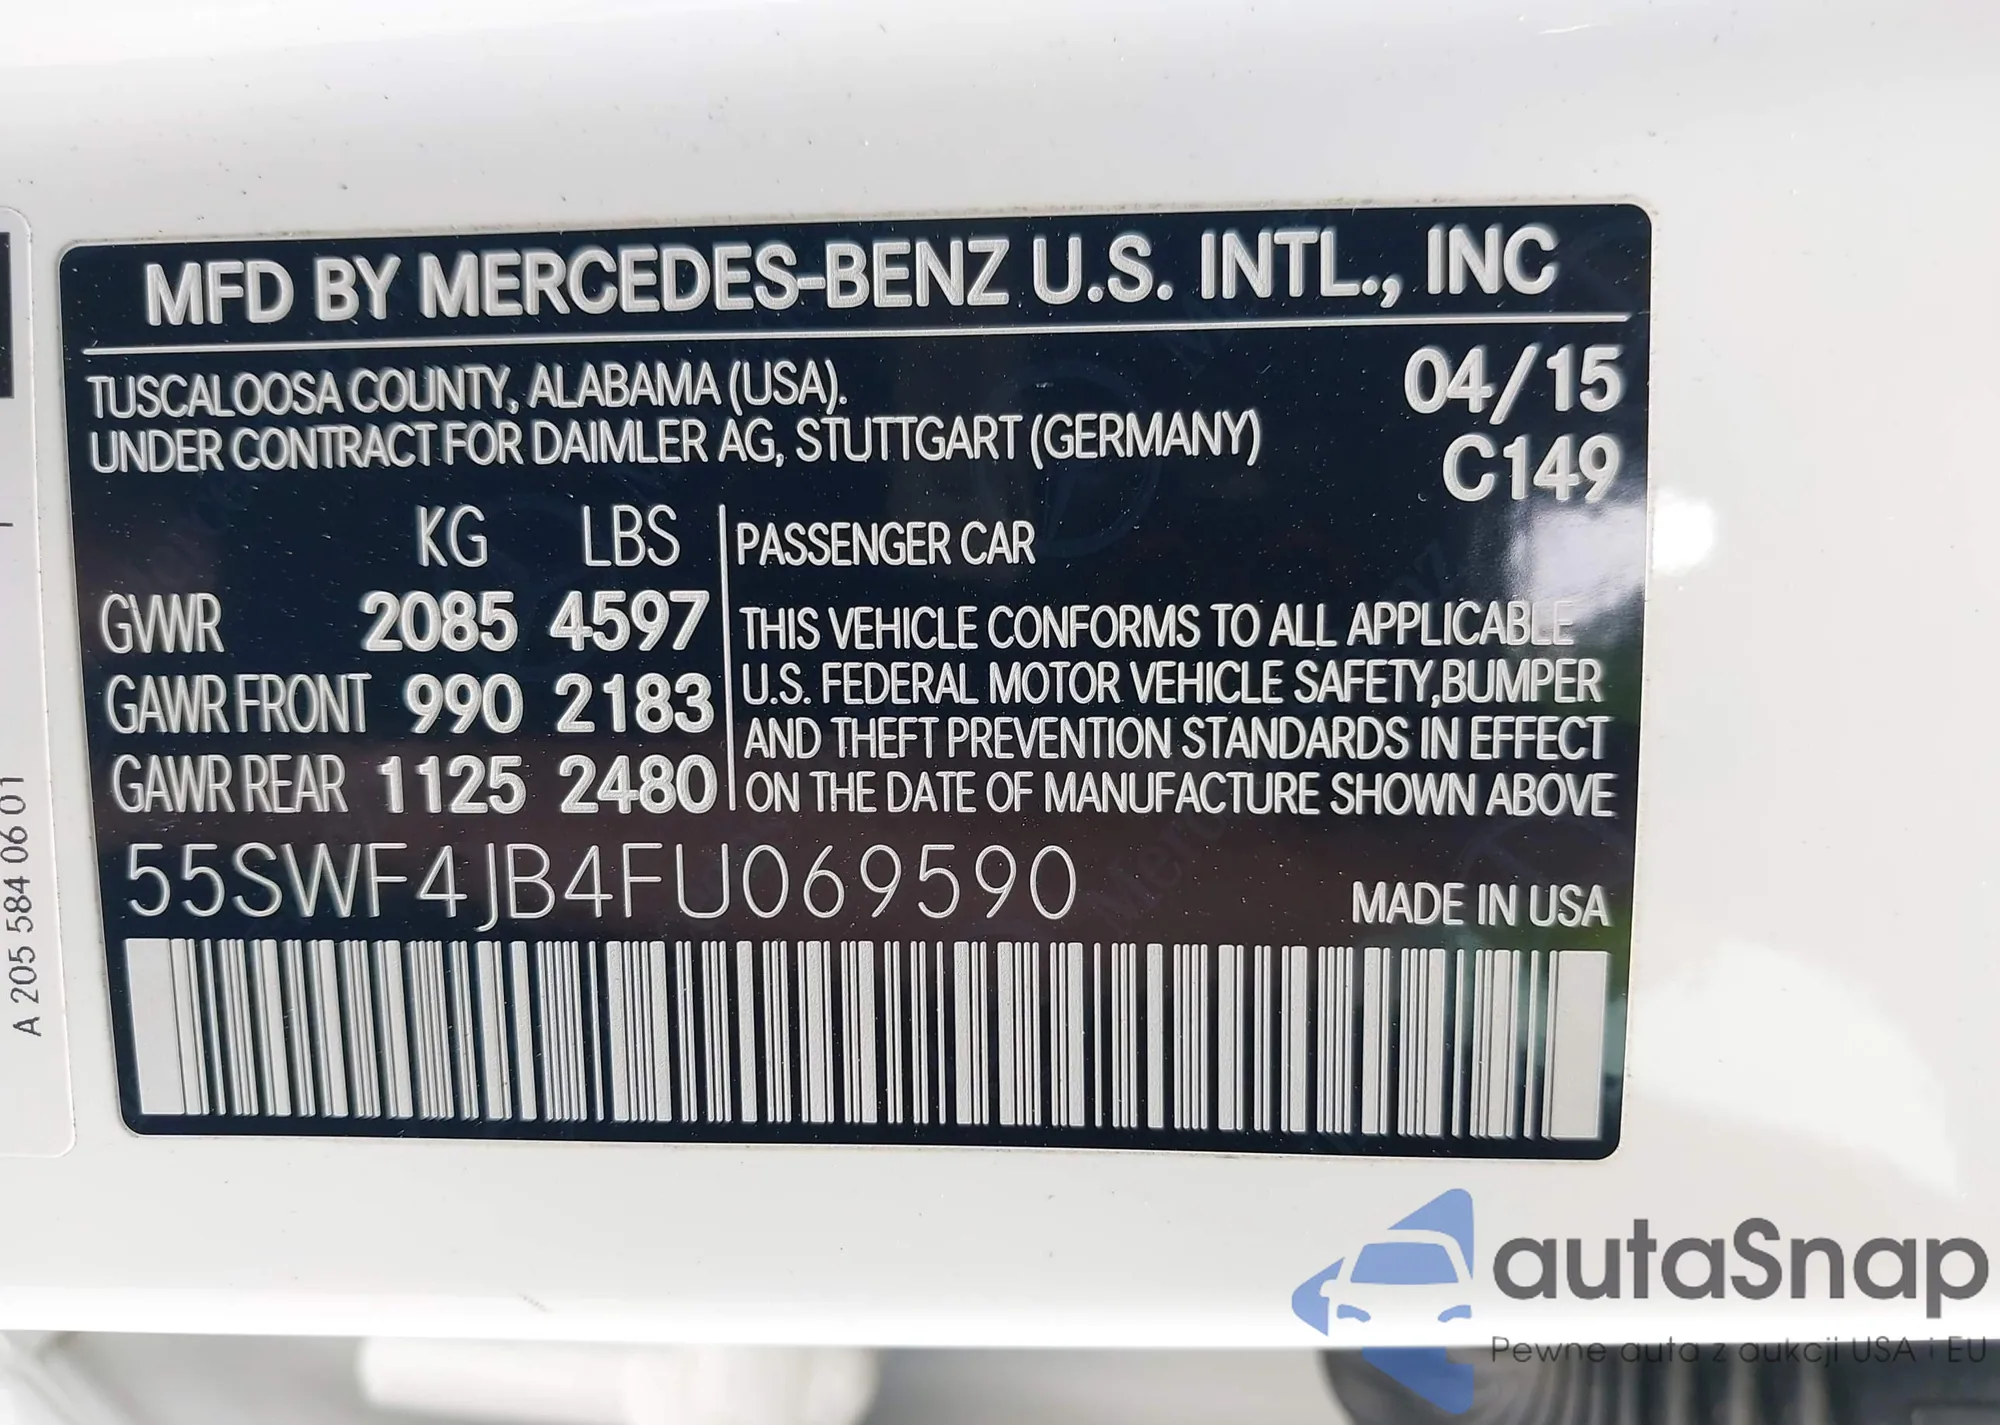 MFD BY MERCEDES-BENZ U.S. INTL., INC
TUSCALOOSA COUNTY, ALABAMA (USA). 04/15
UNDER CONTRACT FOR DAIMLER AG, STUTTGART (GERMANY) C149
KG LBS
GVWR 2085 4597
GAWR FRONT 990 2183
GAWR REAR 1125 2480
PASSENGER CAR
THIS VEHICLE CONFORMS TO ALL APPLICABLE
U.S. FEDERAL MOTOR VEHICLE SAFETY,BUMPER
AND THEFT PREVENTION STANDARDS IN EFFECT
ON THE DATE OF MANUFACTURE SHOWN ABOVE
55SWF4JB4FU069590
MADE IN USA
A 205 584 06 01
autaSnap
Pewne auta z aukcji USA i EU